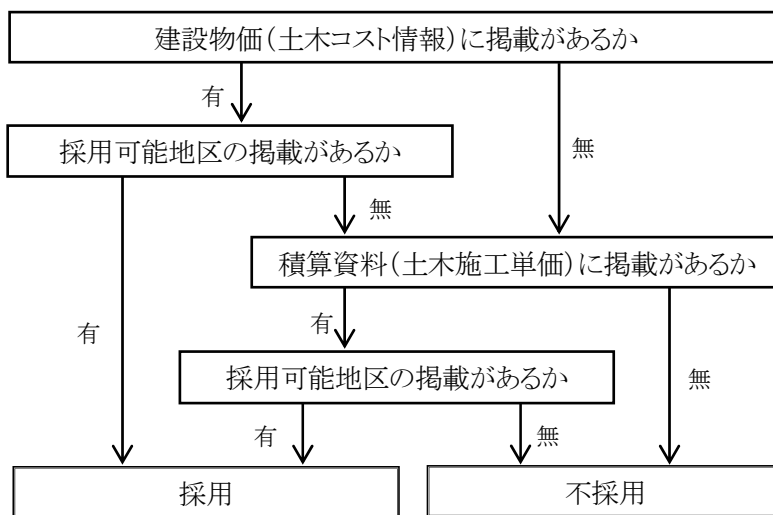 建設物価(土木コスト情報)に掲載があるか
有
採用可能地区の掲載があるか
無
無
積算資料(土木施工単価)に掲載があるか
有
有
採用可能地区の掲載があるか
無
有
無
採用
不採用